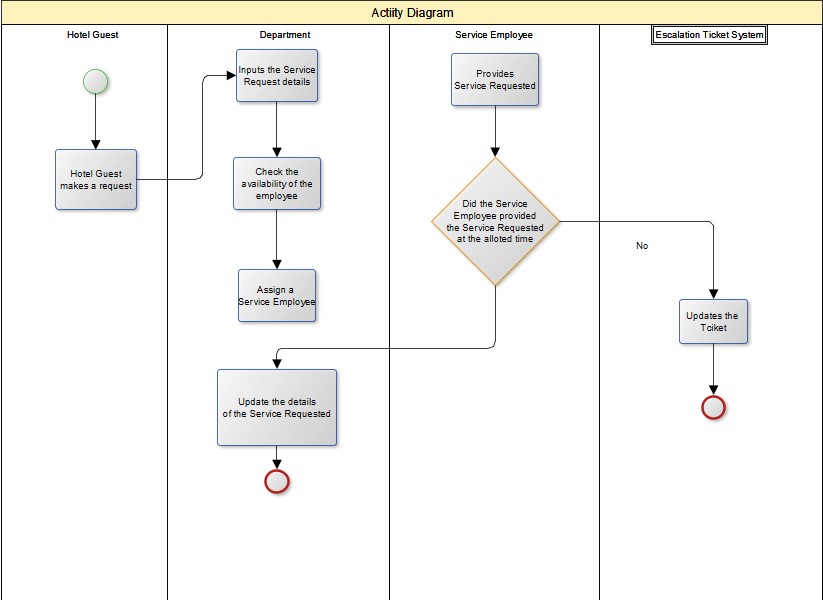 Actiity Diagram
Hotel Guest
Department
Service Employee
Escalation Ticket System
Hotel Guest
makes a request
Inputs the Service
Request details
Check the
availability of the
employee
Assign a
Service Employee
Update the details
of the Service Requested
Provides
Service Requested
Did the Service
Employee provided
the Service Requested
at the alloted time
No
Updates the
Tciket